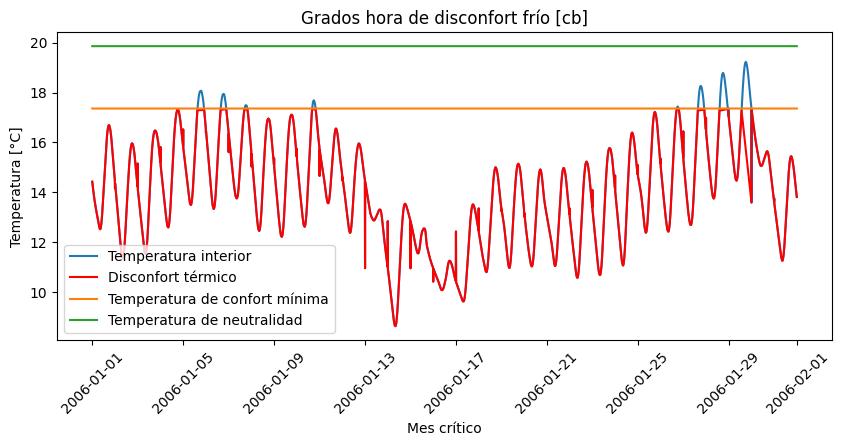 Grados hora de disconfort frío [cb]
Temperatura [°C]
20
18
16
14
12
10
Temperatura interior
Disconfort térmico
Temperatura de confort mínima
Temperatura de neutralidad
2006-01-01
2006-01-05
2006-01-09
2006-01-13
2006-01-17
2006-01-21
2006-01-25
2006-01-29
2006-02-01
Mes crítico